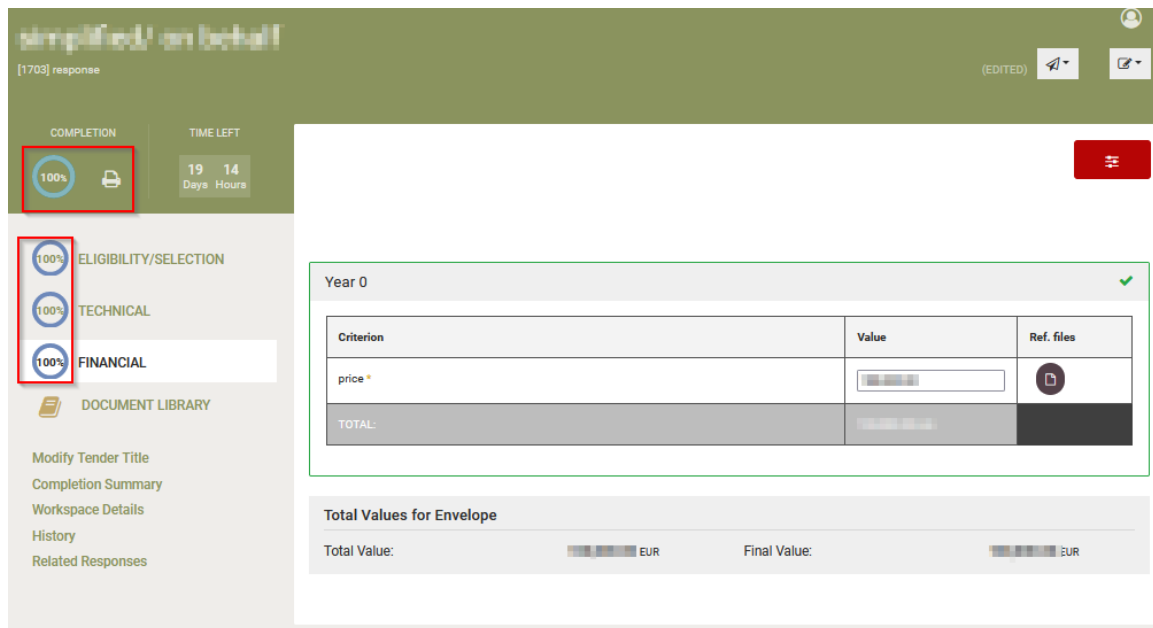 [1703] response
(EDITED)
COMPLETION
TIME LEFT
100%
19 14
Days Hours
100% ELIGIBILITY/SELECTION
100% TECHNICAL
100% FINANCIAL
DOCUMENT LIBRARY
Modify Tender Title
Completion Summary
Workspace Details
History
Related Responses
Year 0
Criterion Value Ref. files
price *
TOTAL:
Total Values for Envelope
Total Value: EUR Final Value: EUR